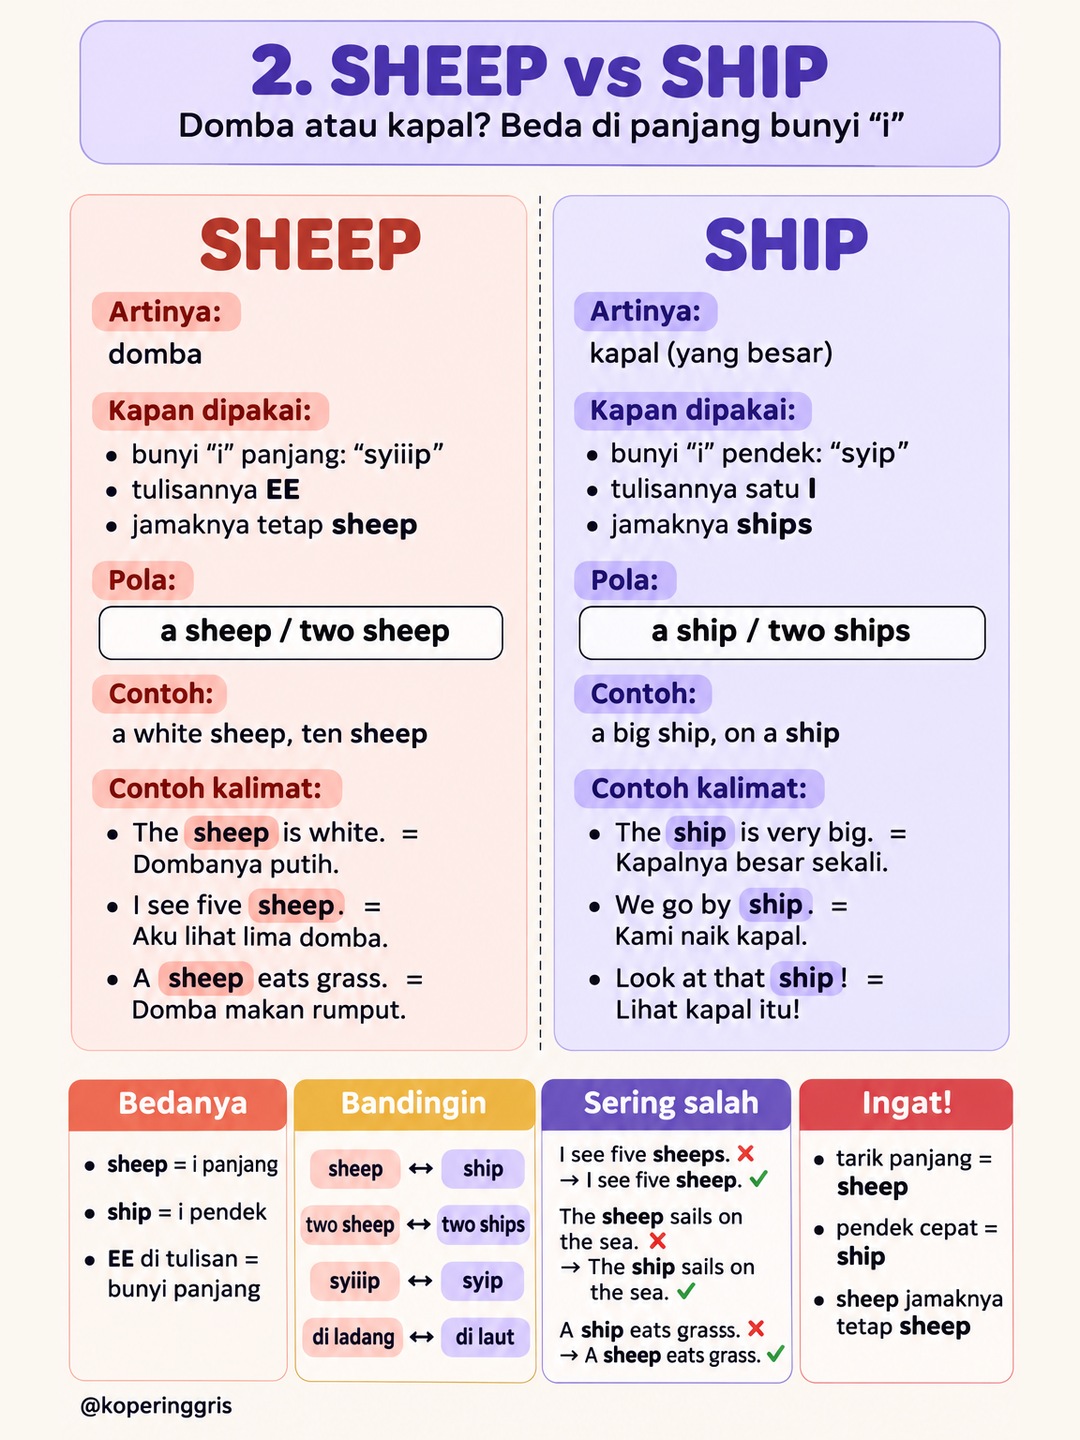 2. SHEEP vs SHIP
Domba atau kapal? Beda di panjang bunyi “i”
SHEEP
Artinya:
domba
Kapan dipakai:
• bunyi “i” panjang: “syiiip”
• tulisannya EE
• jamaknya tetap sheep
Pola:
a sheep / two sheep
Contoh:
a white sheep, ten sheep
Contoh kalimat:
• The sheep is white. =
Dombanya putih.
• I see five sheep. =
Aku lihat lima domba.
• A sheep eats grass. =
Domba makan rumput.
SHIP
Artinya:
kapal (yang besar)
Kapan dipakai:
• bunyi “i” pendek: “syip”
• tulisannya satu I
• jamaknya ships
Pola:
a ship / two ships
Contoh:
a big ship, on a ship
Contoh kalimat:
• The ship is very big. =
Kapalnya besar sekali.
• We go by ship. =
Kami naik kapal.
• Look at that ship! =
Lihat kapal itu!
Bedanya
• sheep = i panjang
• ship = i pendek
• EE di tulisan =
bunyi panjang
Bandingin
sheep ↔ ship
two sheep ↔ two ships
syiiip ↔ syip
di ladang ↔ di laut
Sering salah
I see five sheeps. ❌
→ I see five sheep. ✔
The sheep sails on
the sea. ❌
→ The ship sails on
the sea. ✔
A ship eats grasss. ❌
→ A sheep eats grass. ✔
Ingat!
• tarik panjang =
sheep
• pendek cepat =
ship
• sheep jamaknya
tetap sheep
@koperinggris